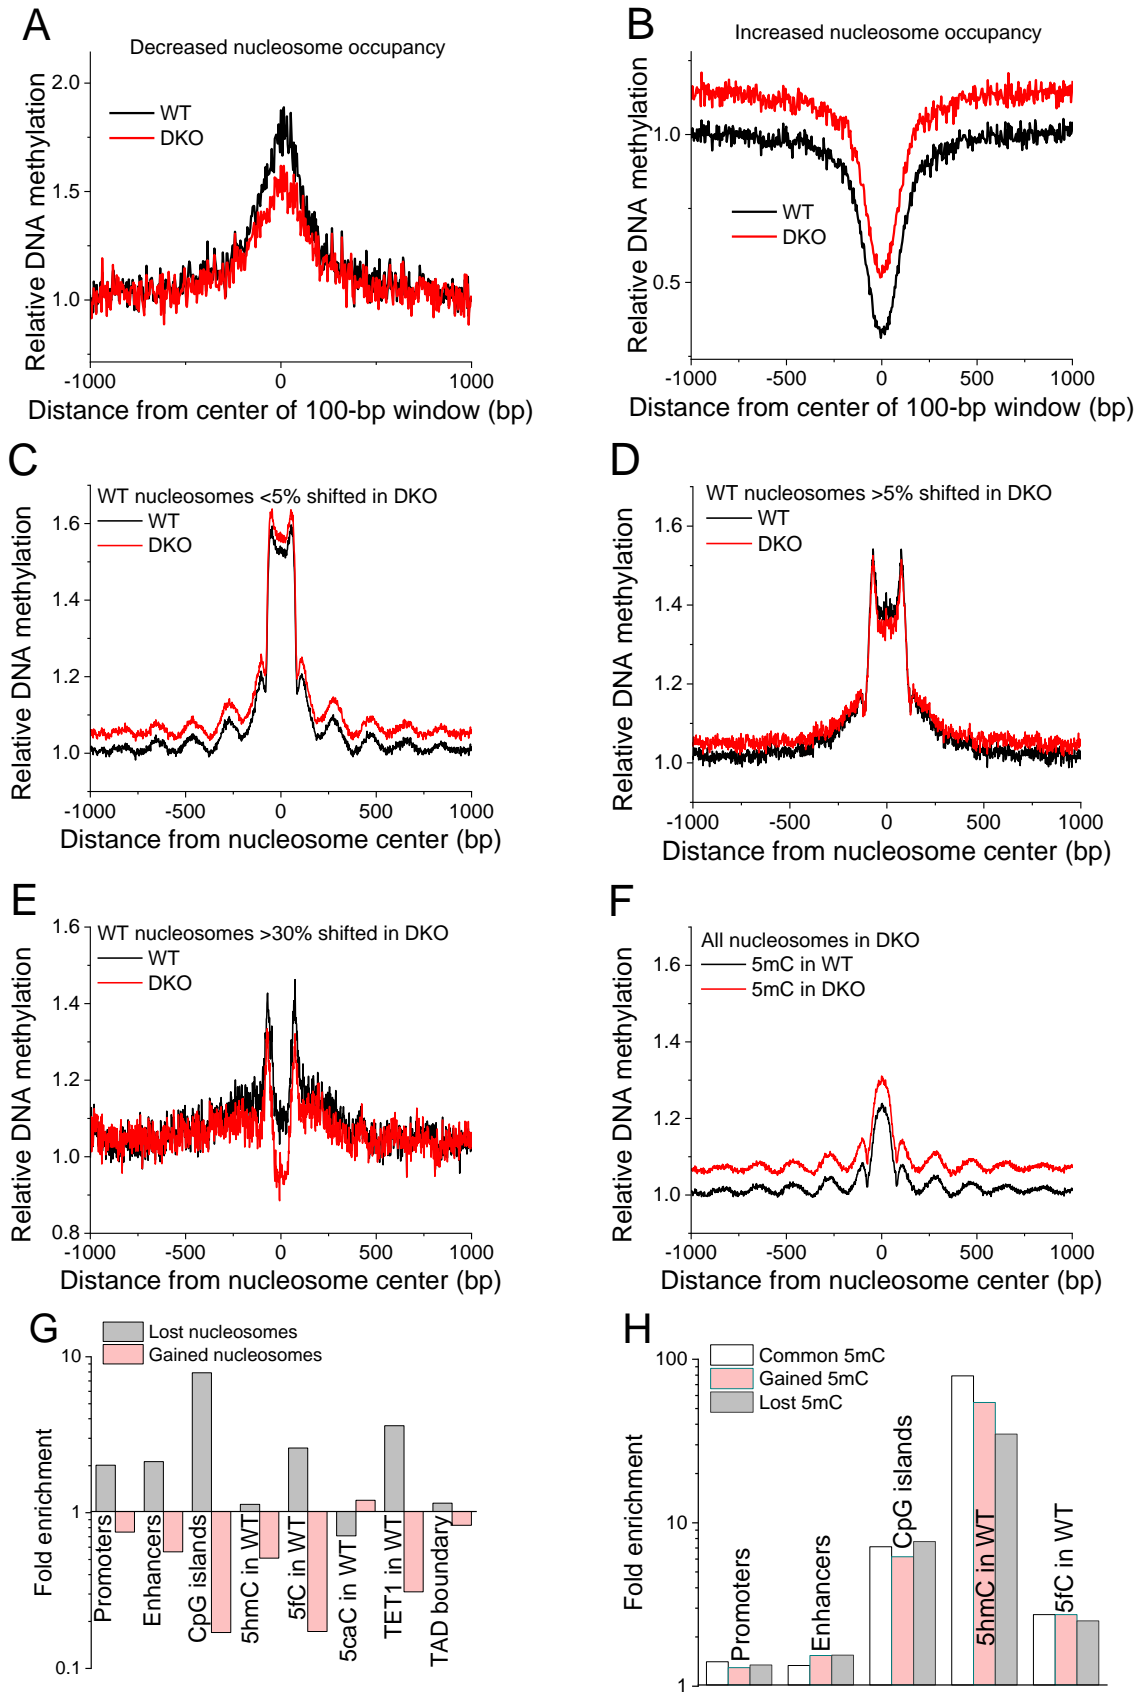 A
Decreased nucleosome occupancy
Relative DNA methylation
2.0
1.5
1.0
WT
DKO
-1000
0
1000
Distance from center of 100-bp window (bp)
B
Increased nucleosome occupancy
Relative DNA methylation
1.0
0.5
WT
DKO
-1000
-500
0
500
1000
Distance from center of 100-bp window (bp)
C
WT nucleosomes <5% shifted in DKO
WT
DKO
Relative DNA methylation
1.6
1.4
1.2
1.0
-1000
-500
0
500
1000
Distance from nucleosome center (bp)
D
WT nucleosomes >5% shifted in DKO
WT
DKO
Relative DNA methylation
1.6
1.4
1.2
1.0
-1000
-500
0
500
1000
Distance from nucleosome center (bp)
E
WT nucleosomes >30% shifted in DKO
WT
DKO
Relative DNA methylation
1.6
1.4
1.2
1.0
0.8
-1000
-500
0
500
1000
Distance from nucleosome center (bp)
F
All nucleosomes in DKO
5mC in WT
5mC in DKO
Relative DNA methylation
1.6
1.4
1.2
1.0
-1000
-500
0
500
1000
Distance from nucleosome center (bp)
G
Lost nucleosomes
Gained nucleosomes
Fold enrichment
10
1
0.1
Promoters
Enhancers
CpG islands
5hmC in WT
5fC in WT
5caC in WT
TET1 in WT
TAD boundary
H
Common 5mC
Gained 5mC
Lost 5mC
Fold enrichment
100
10
1
Promoters
Enhancers
CpG islands
5hmC in WT
5fC in WT